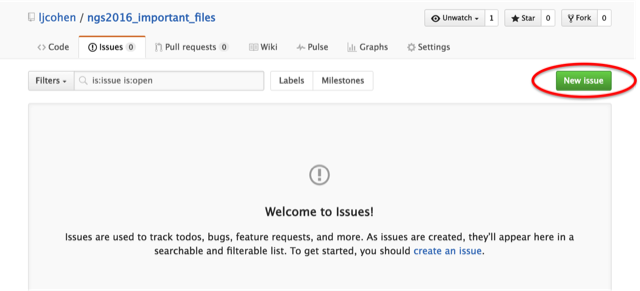 ljcohen / ngs2016_important_files
Unwatch 1 Star 0 Fork 0
Code Issues 0 Pull requests 0 Wiki Pulse Graphs Settings
Filters is:issue is:open Labels Milestones New issue
Welcome to Issues!
Issues are used to track todos, bugs, feature requests, and more. As issues are created, they'll appear here in a
searchable and filterable list. To get started, you should create an issue.